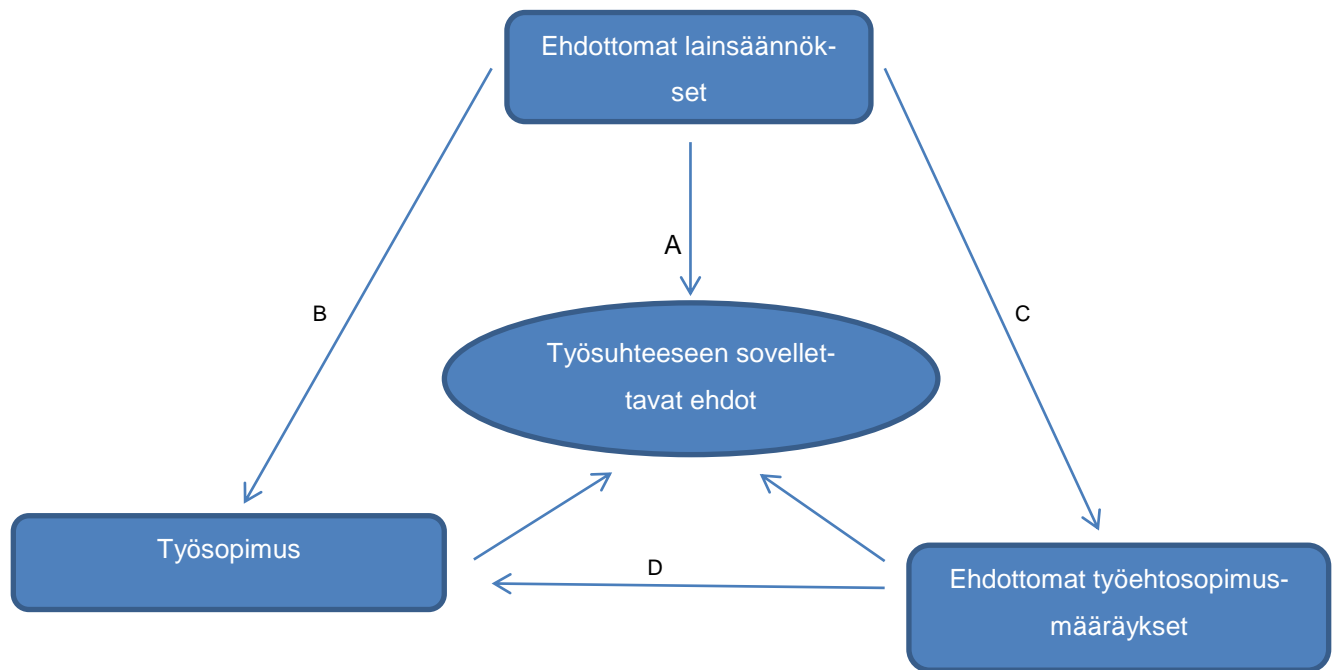 Ehdottomat lainsäännök-
set
A
B
C
Työsuhteeseen sovellet-
tavat ehdot
Työsopimus
D
Ehdottomat työehtosopimus-
määräykset